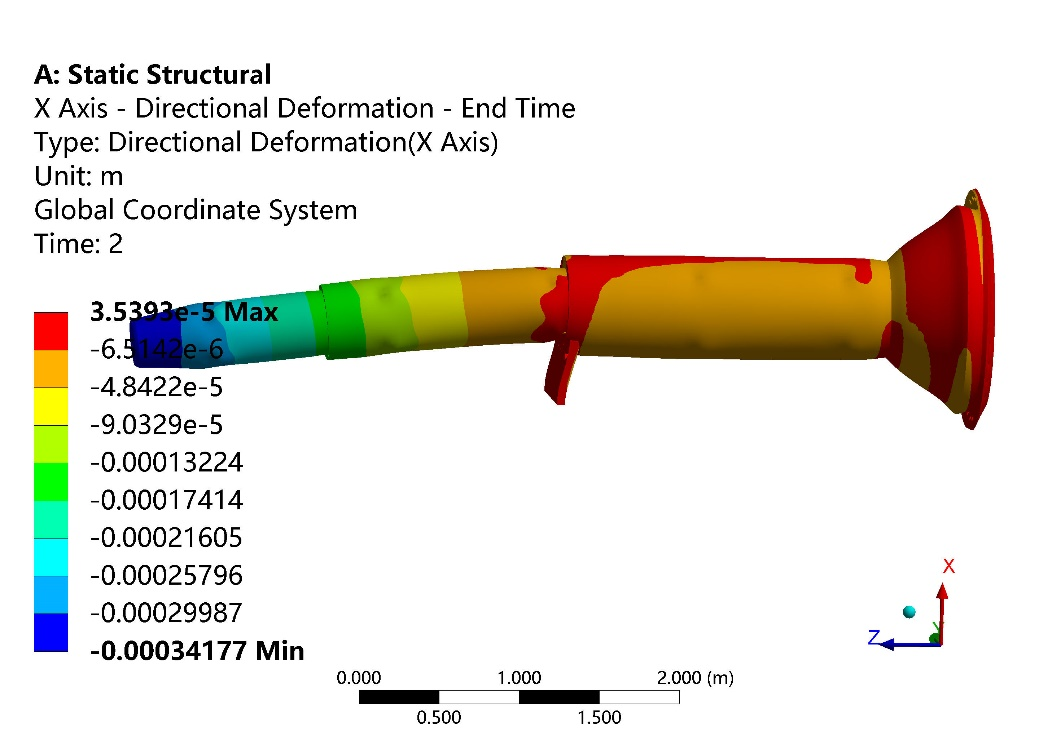 A: Static Structural
X Axis - Directional Deformation - End Time
Type: Directional Deformation(X Axis)
Unit: m
Global Coordinate System
Time: 2
3.5393e-5 Max
-6.5142e-6
-4.8422e-5
-9.0329e-5
-0.00013224
-0.00017414
-0.00021605
-0.00025796
-0.00029987
-0.00034177 Min
X
Z
Y
0.000 1.000 2.000 (m)
0.500 1.500